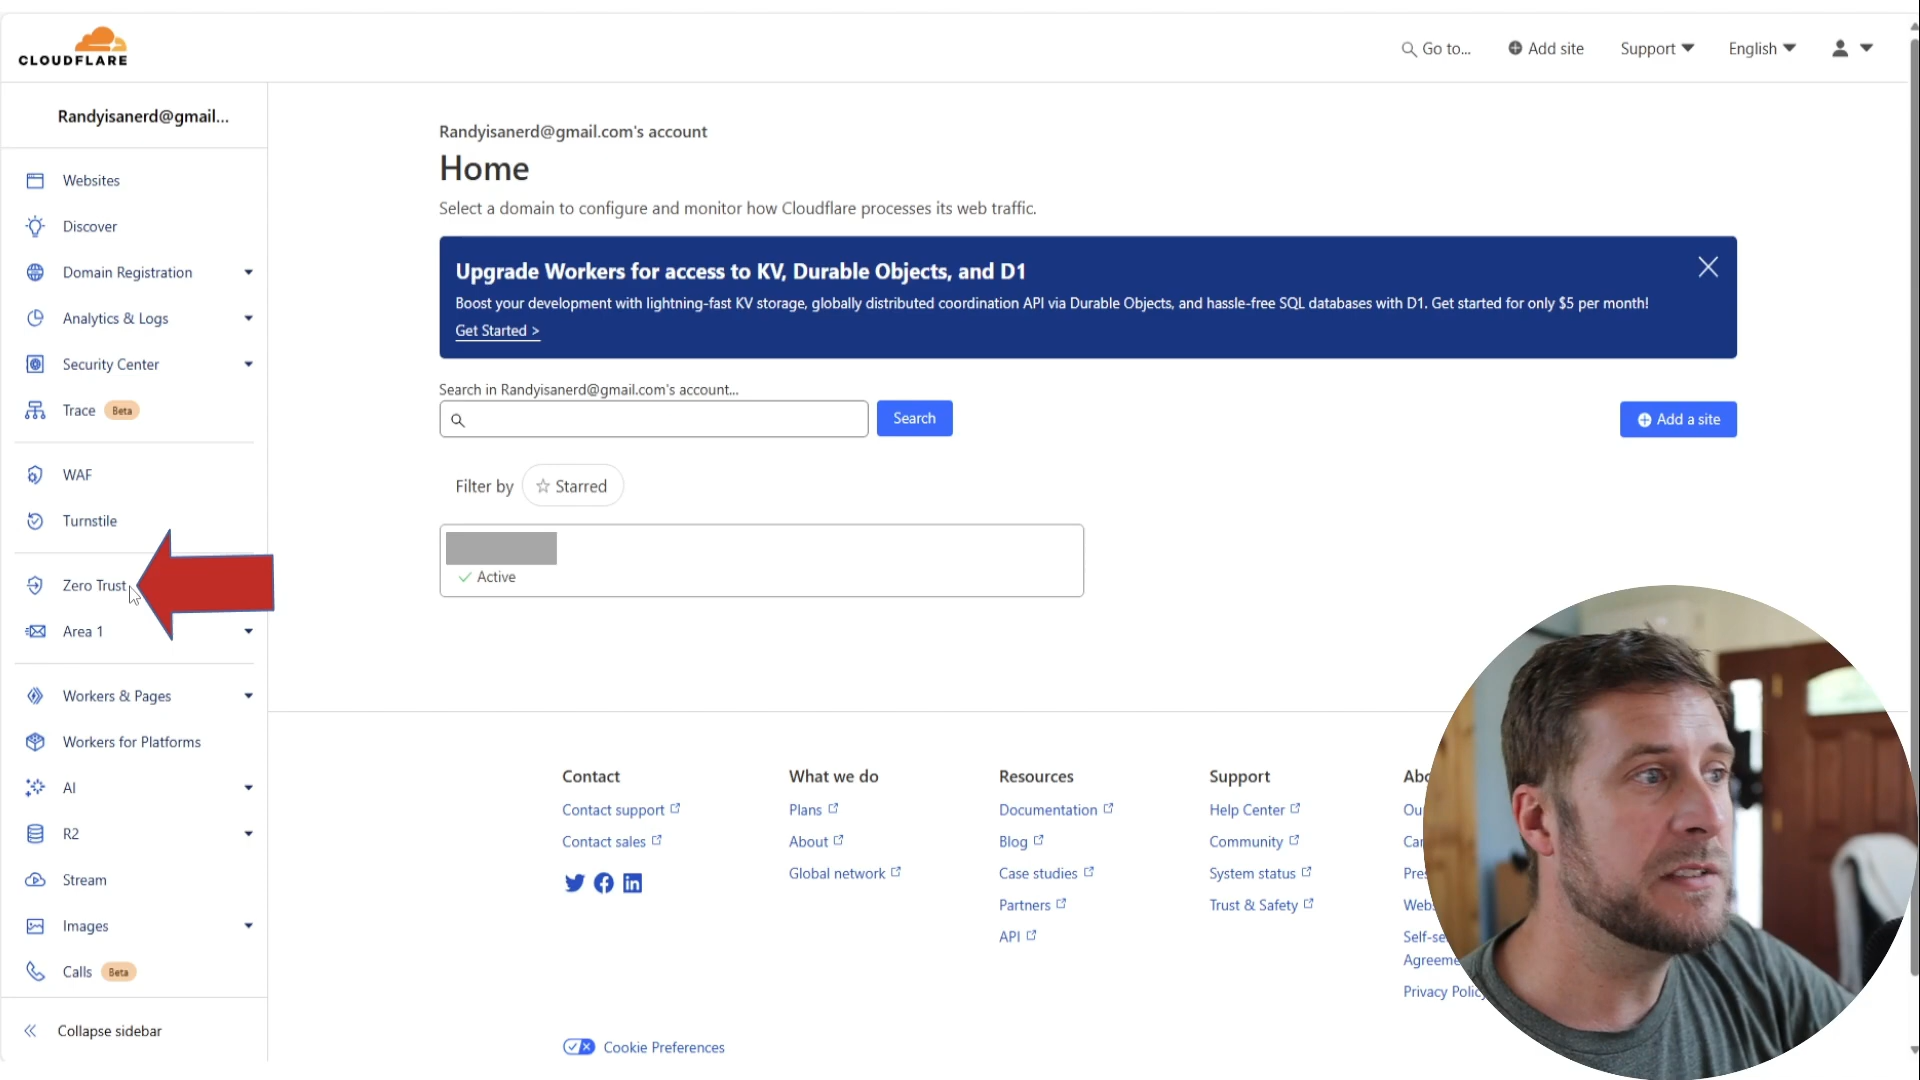 CLOUDFLARE
Go to...
Add site
Support
English
Randyisanerd@gmail...
Websites
Discover
Domain Registration
Analytics & Logs
Security Center
Trace Beta
WAF
Turnstile
Zero Trust
Area 1
Workers & Pages
Workers for Platforms
AI
R2
Stream
Images
Calls Beta
Collapse sidebar
Randyisanerd@gmail.com's account
Home
Select a domain to configure and monitor how Cloudflare processes its web traffic.
Upgrade Workers for access to KV, Durable Objects, and D1
Boost your development with lightning-fast KV storage, globally distributed coordination API via Durable Objects, and hassle-free SQL databases with D1. Get started for only $5 per month!
Get Started >
Search in Randyisanerd@gmail.com's account...
Search
Add a site
Filter by
Starred
Active
Contact
Contact support
Contact sales
What we do
Plans
About
Global network
Resources
Documentation
Blog
Case studies
Partners
API
Support
Help Center
Community
System status
Trust & Safety
Privacy
Cookie Preferences